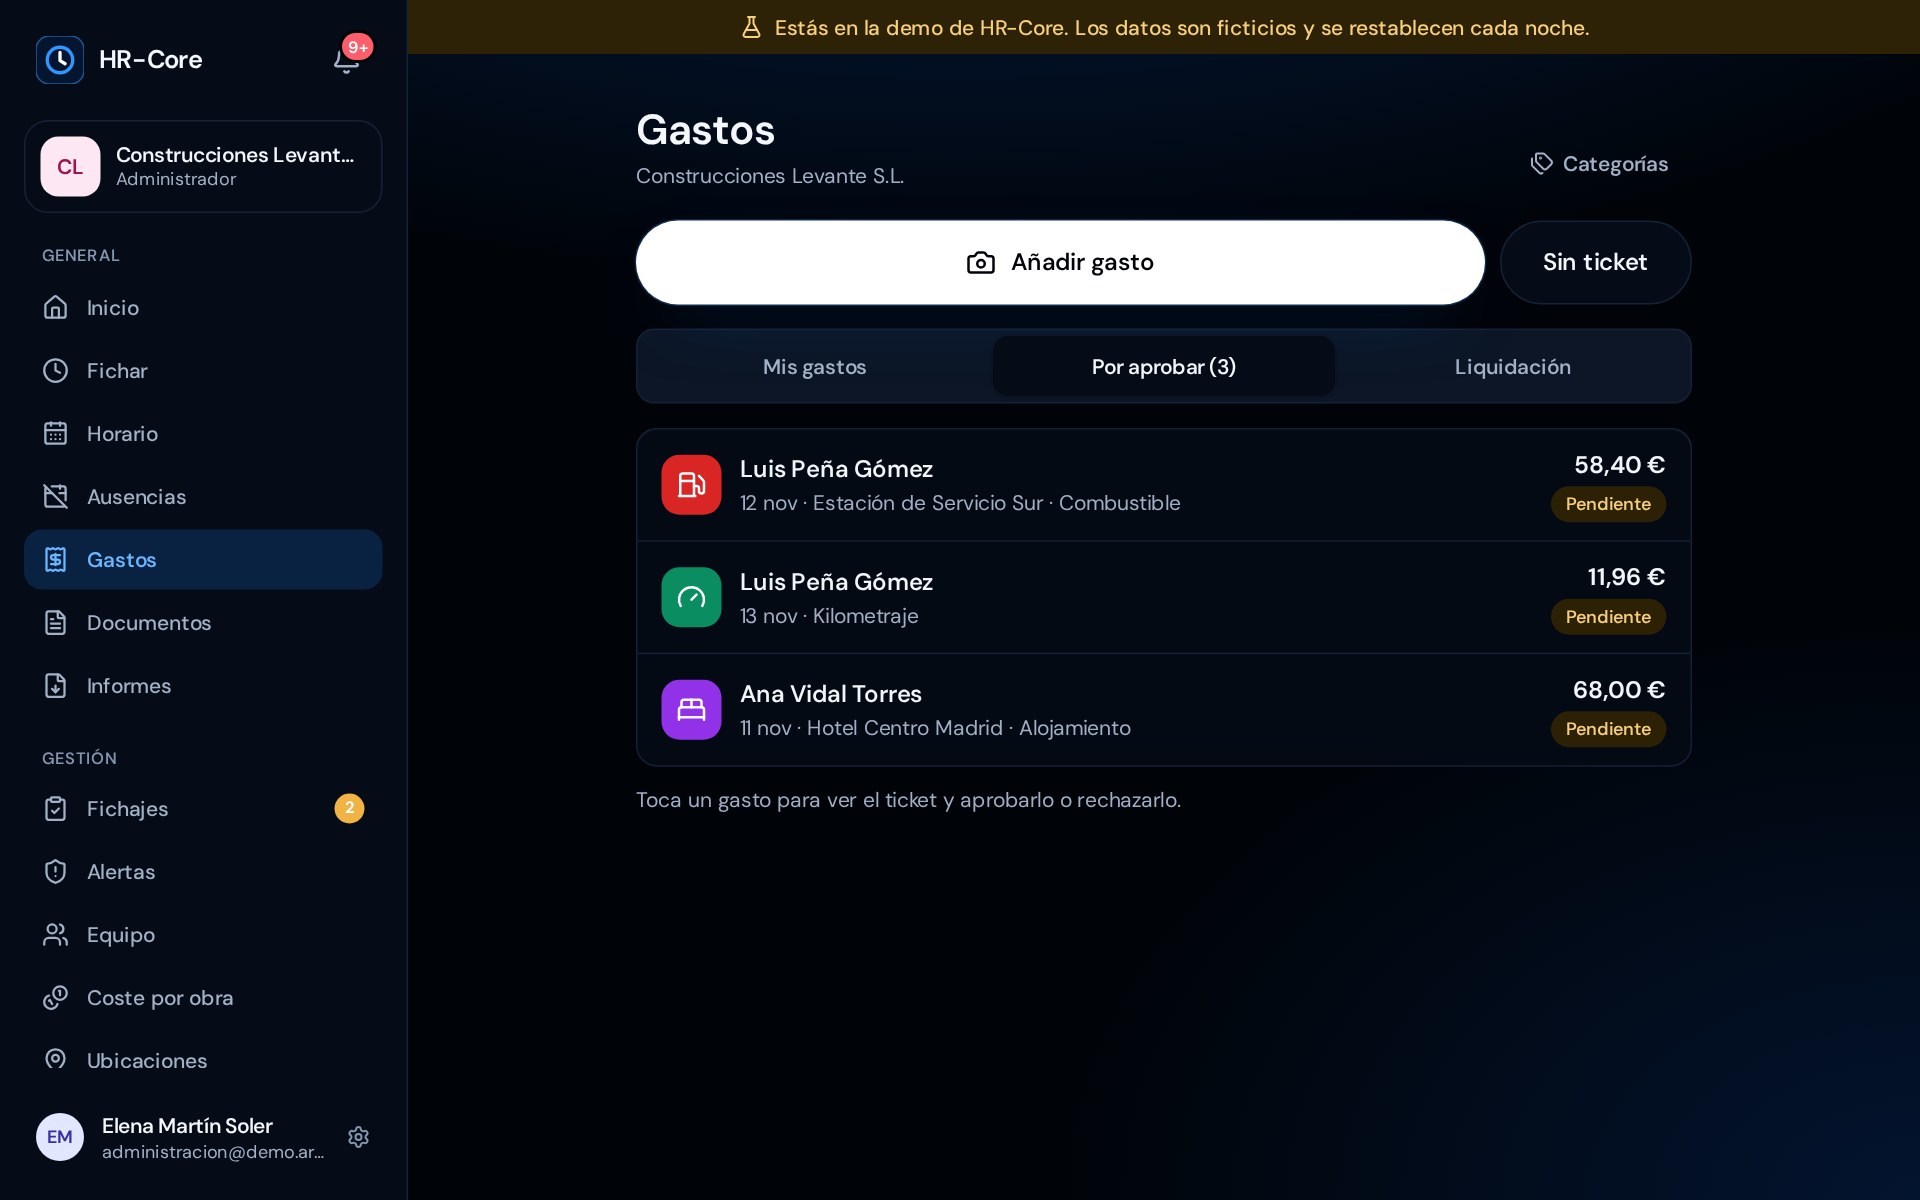 HR-Core
9+
Construcciones Levant...
CL
Administrador
GENERAL
Inicio
Fichar
Horario
Ausencias
Gastos
Documentos
Informes
GESTIÓN
Fichajes
2
Alertas
Equipo
Coste por obra
Ubicaciones
EM
Elena Martín Soler
administracion@demo.ar...
Estás en la demo de HR-Core. Los datos son ficticios y se restablecen cada noche.
Gastos
Construcciones Levante S.L.
Categorías
Añadir gasto
Sin ticket
Mis gastos
Por aprobar (3)
Liquidación
Luis Peña Gómez
58,40 €
12 nov · Estación de Servicio Sur · Combustible
Pendiente
Luis Peña Gómez
11,96 €
13 nov · Kilometraje
Pendiente
Ana Vidal Torres
68,00 €
11 nov · Hotel Centro Madrid · Alojamiento
Pendiente
Toca un gasto para ver el ticket y aprobarlo o rechazarlo.